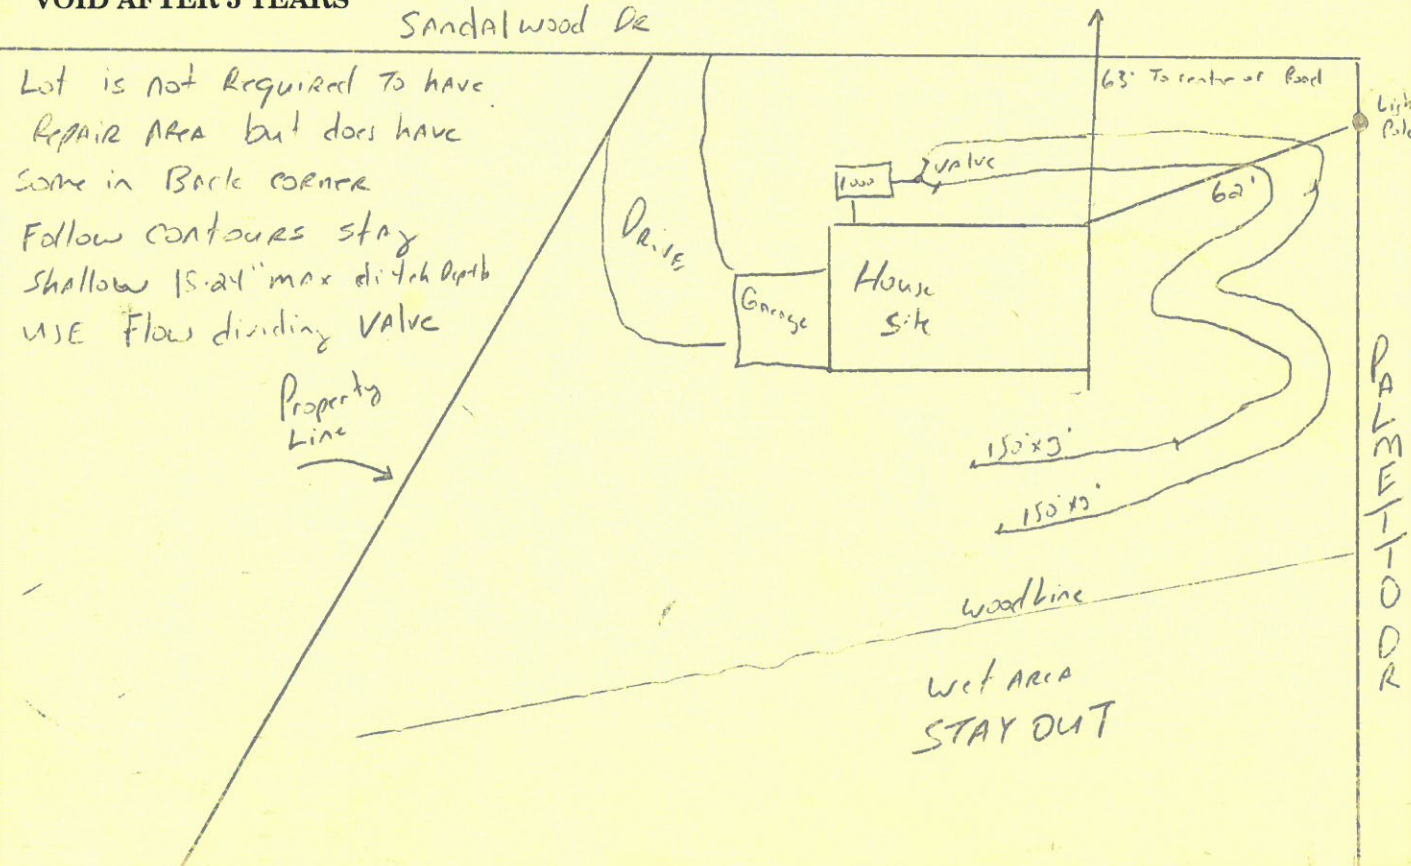 VOID AFTER 5 YEARS
SANdAlwood DR
Lot is not Required To have
RepAiR AReA but does hAve
Some in Back CORNER
Follow contours stay
Shallow 15-24" max ditch Depth
USE Flow dividing VAlve
63' To centre of Road
Light
Pole
VAlve
1000
62'
DRive
Garage
House
Site
Property
Line
150'x3'
150'x3'
woodLine
Wet AReA
STAY OUT
PALMETTO DR